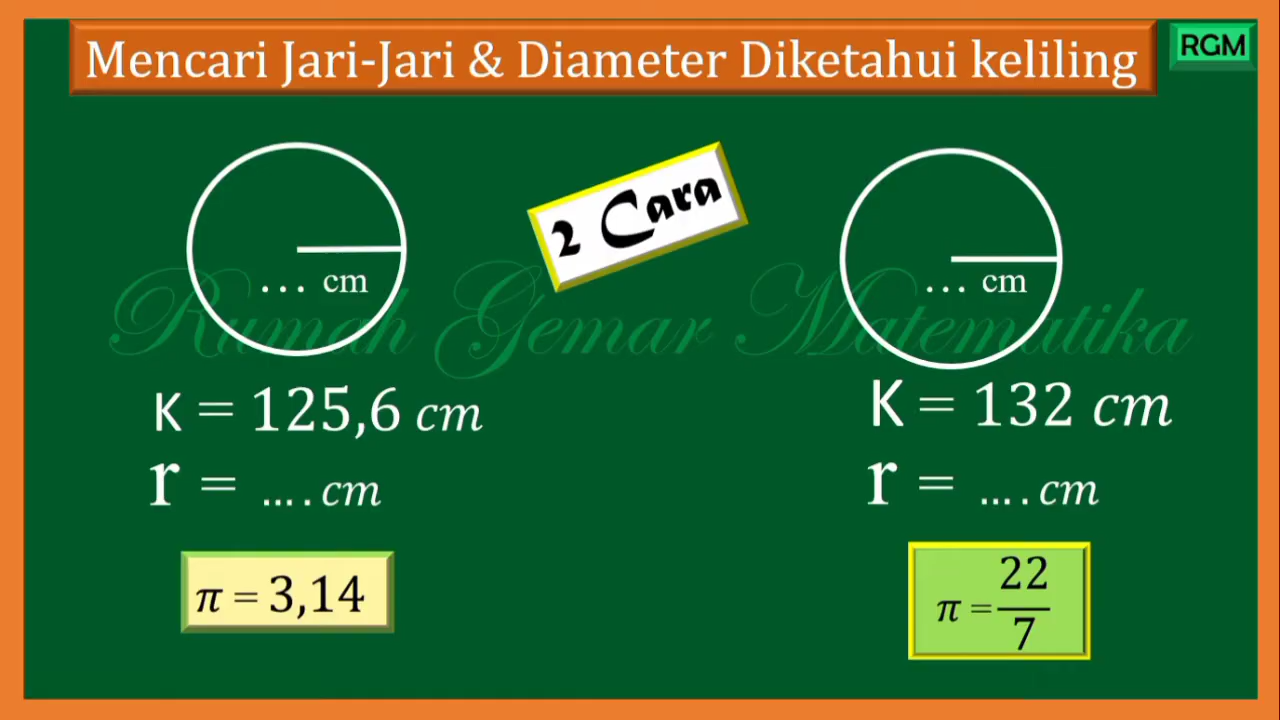 Mencari Jari-Jari & Diameter Diketahui keliling
RGM
2 Cara
... cm
... cm
Rumah Gemar Matematika
K = 125,6 cm
r = ... . cm
π = 3,14
K = 132 cm
r = ... . cm
π = 22/7